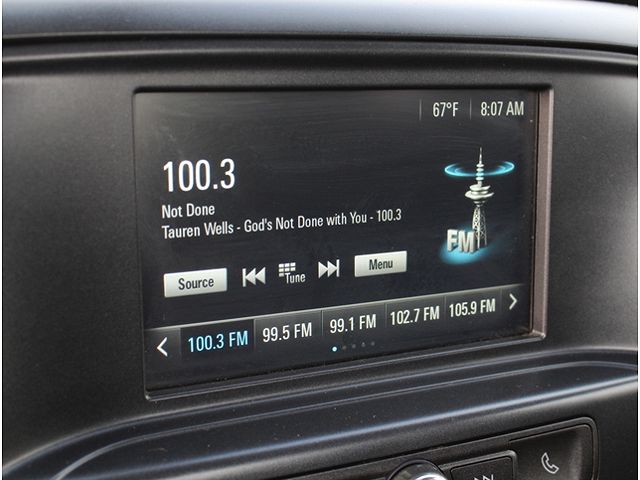 67°F 8:07 AM
100.3
Not Done
Tauren Wells - God's Not Done with You - 100.3
FM
Source Tune Menu
100.3 FM 99.5 FM 99.1 FM 102.7 FM 105.9 FM